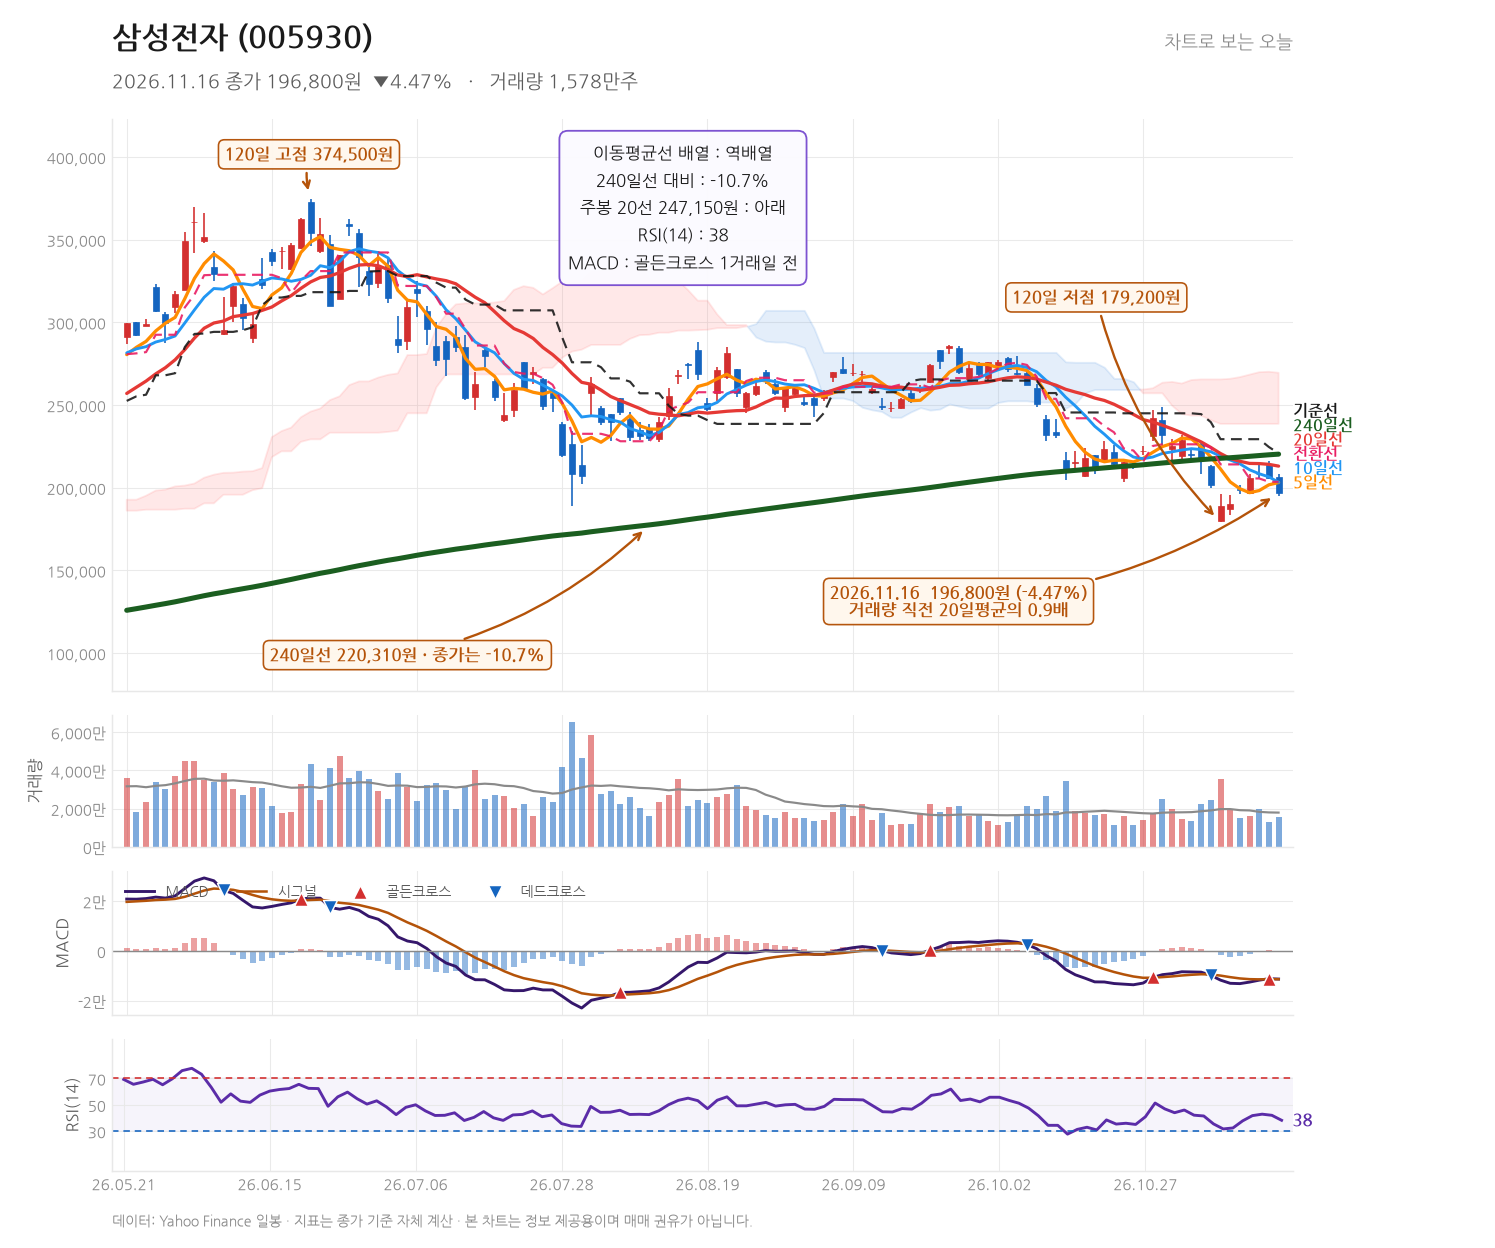 삼성전자 (005930)
차트로 보는 오늘
2026.11.16 종가 196,800원 ▼4.47% · 거래량 1,578만주
400,000
350,000
300,000
250,000
200,000
150,000
100,000
120일 고점 374,500원
이동평균선 배열 : 역배열
240일선 대비 : -10.7%
주봉 20선 247,150원 : 아래
RSI(14) : 38
MACD : 골든크로스 1거래일 전
120일 저점 179,200원
기준선
240일선
20일선
전환선
10일선
5일선
2026.11.16 196,800원 (-4.47%)
거래량 직전 20일평균의 0.9배
240일선 220,310원 · 종가는 -10.7%
거래량
6,000만
4,000만
2,000만
0만
MACD
MACD 시그널 골든크로스 데드크로스
2만
0
-2만
RSI(14)
70
50
30
38
26.05.21 26.06.15 26.07.06 26.07.28 26.08.19 26.09.09 26.10.02 26.10.27
데이터: Yahoo Finance 일봉 · 지표는 종가 기준 자체 계산 · 본 차트는 정보 제공용이며 매매 권유가 아닙니다.